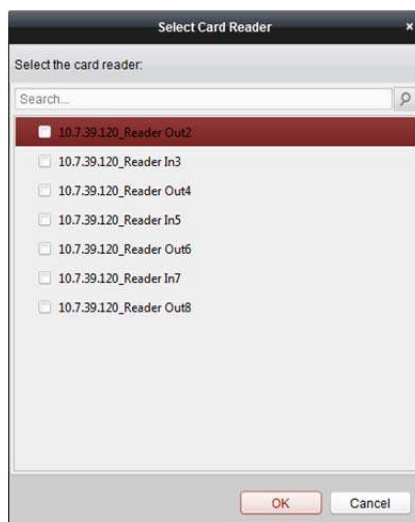 Select Card Reader ×
Select the card reader:
Search...
10.7.39.120_Reader Out2
10.7.39.120_Reader In3
10.7.39.120_Reader Out4
10.7.39.120_Reader In5
10.7.39.120_Reader Out6
10.7.39.120_Reader In7
10.7.39.120_Reader Out8
OK Cancel